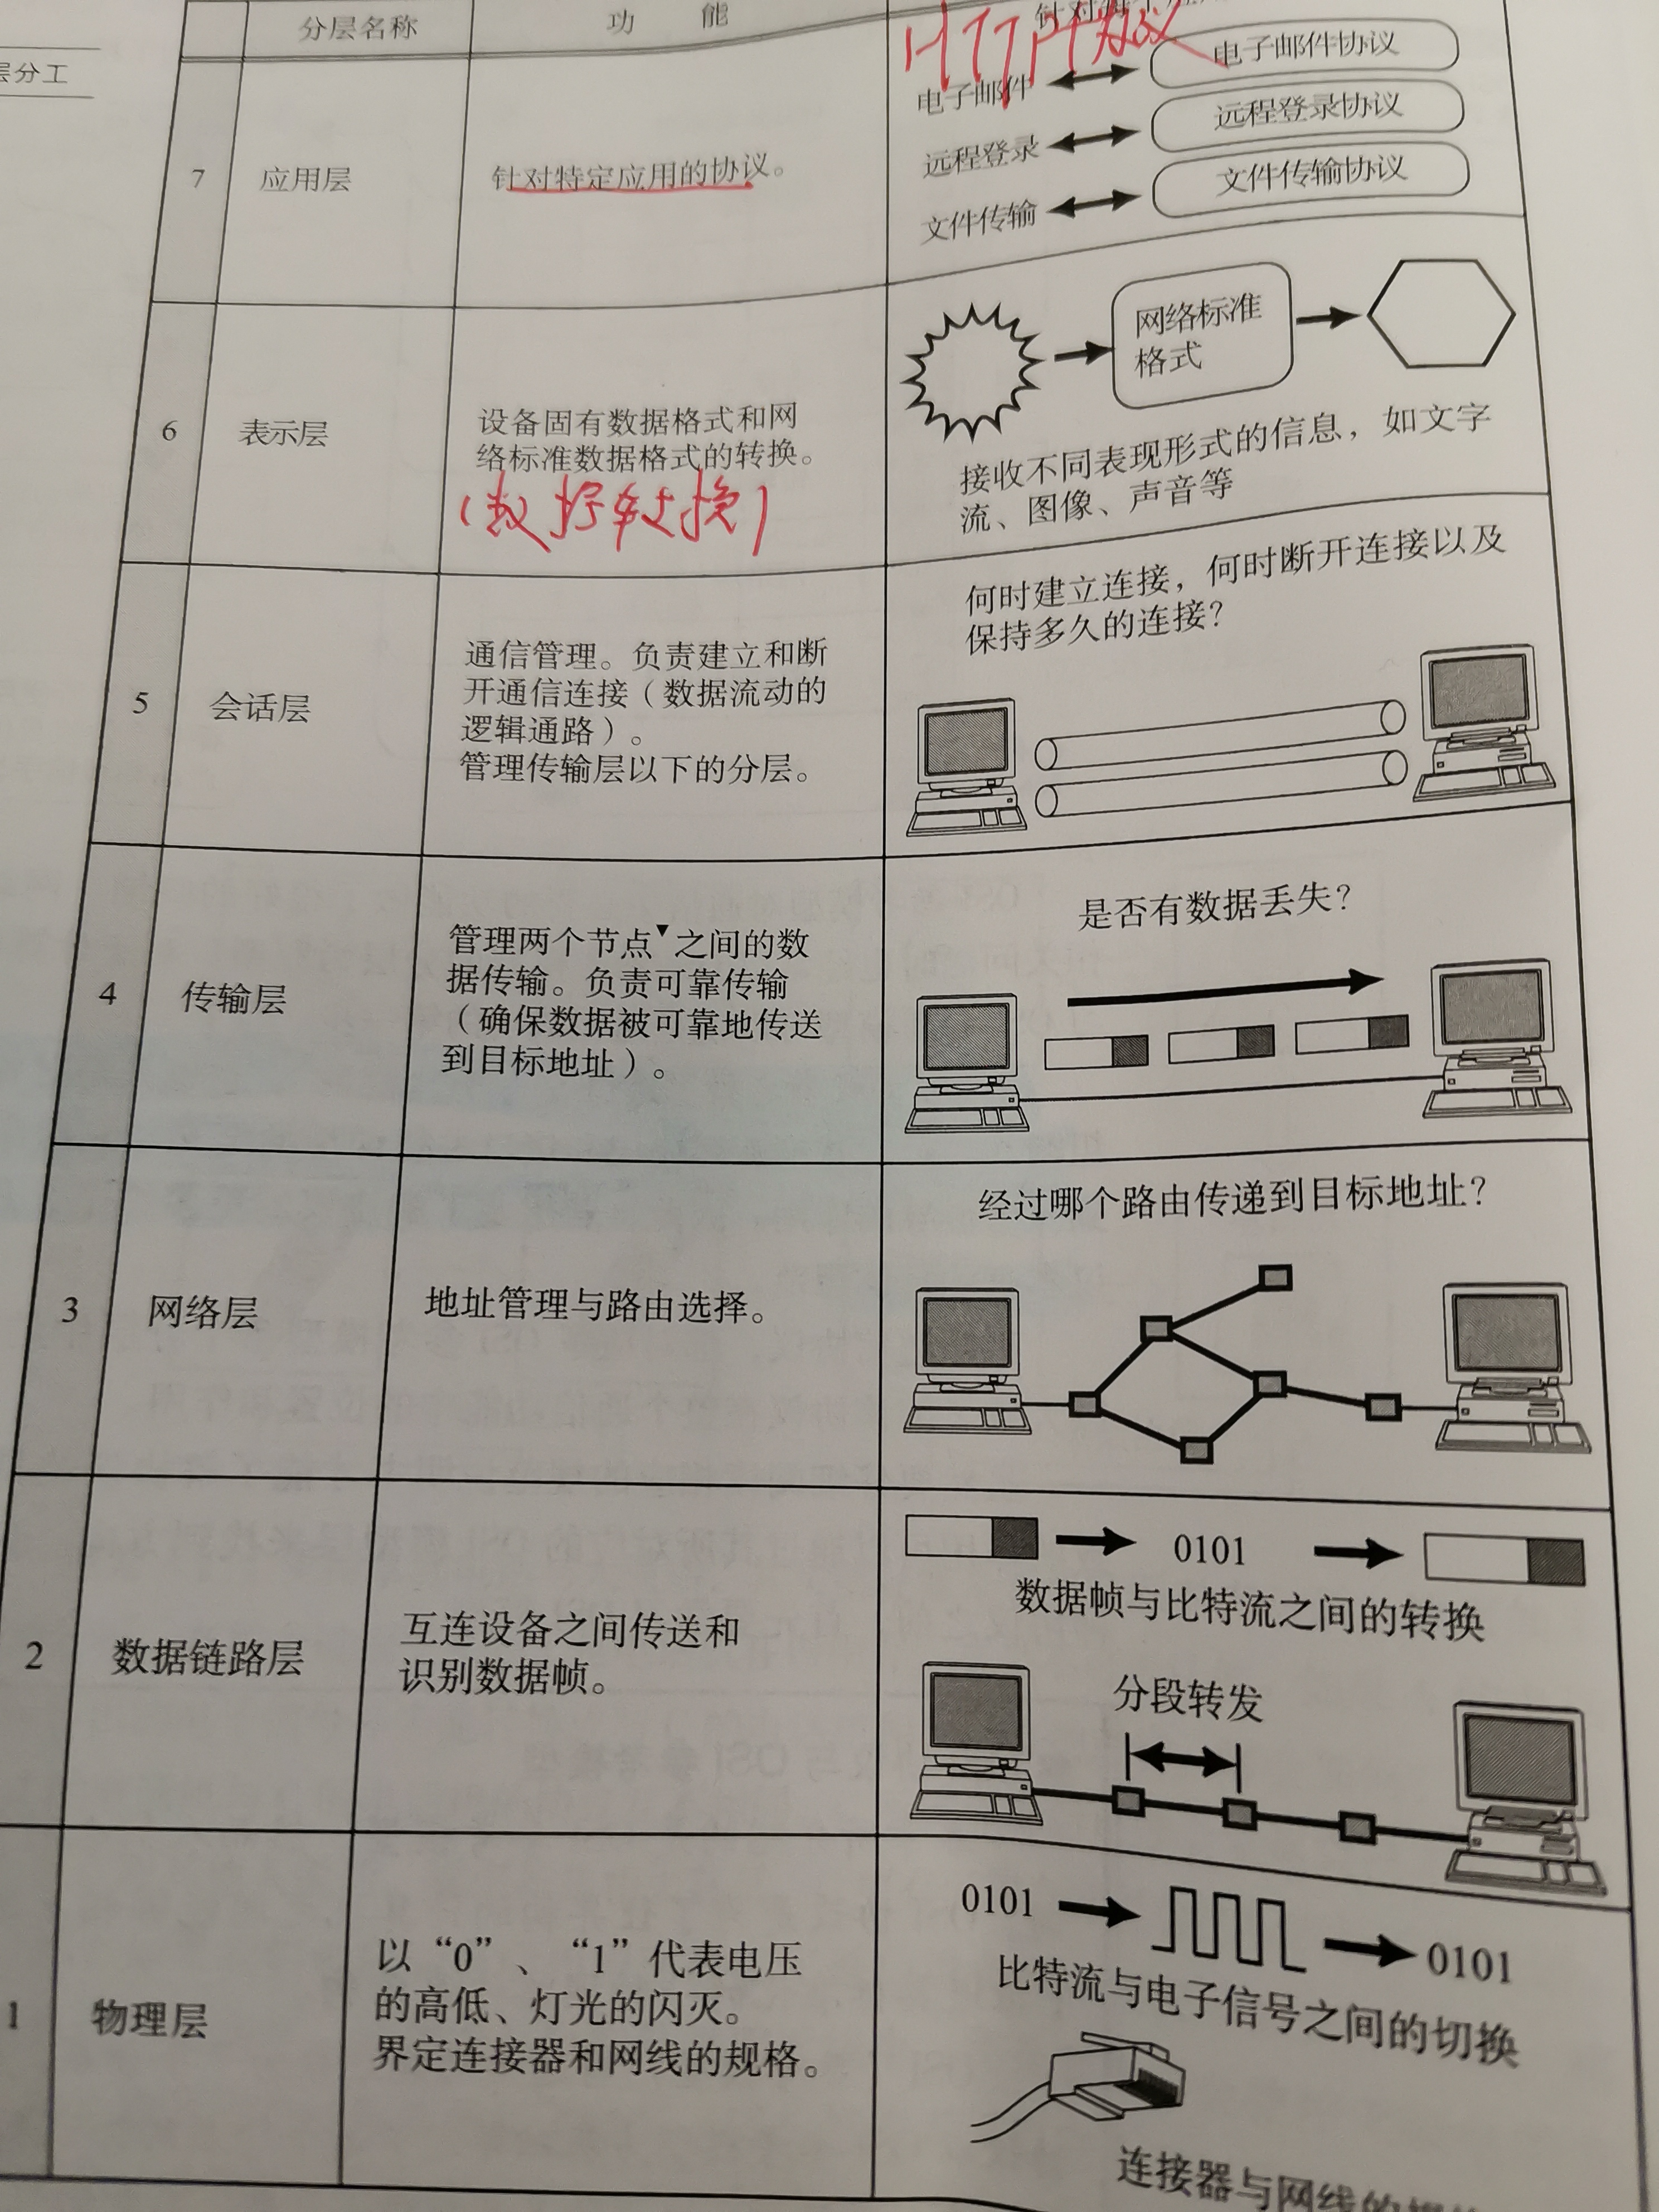 层分工
分层名称
功 能
HTTP协议
7
应用层
针对特定应用的协议。
电子邮件
电子邮件协议
远程登录
远程登录协议
文件传输
文件传输协议
6
表示层
设备固有数据格式和网
络标准数据格式的转换。
(数据转换)
网络标准
格式
接收不同表现形式的信息，如文字
流、图像、声音等
5
会话层
通信管理。负责建立和断
开通信连接（数据流动的
逻辑通路）。
管理传输层以下的分层。
何时建立连接，何时断开连接以及
保持多久的连接？
4
传输层
管理两个节点▼之间的数
据传输。负责可靠传输
（确保数据被可靠地传送
到目标地址）。
是否有数据丢失？
3
网络层
地址管理与路由选择。
经过哪个路由传递到目标地址？
2
数据链路层
互连设备之间传送和
识别数据帧。
0101
数据帧与比特流之间的转换
分段转发
1
物理层
以“0”、“1”代表电压
的高低、灯光的闪灭。
界定连接器和网线的规格。
0101
0101
比特流与电子信号之间的切换
连接器与网线的